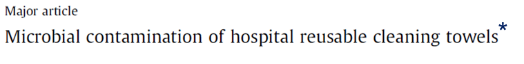 Major article
Microbial contamination of hospital reusable cleaning towels*